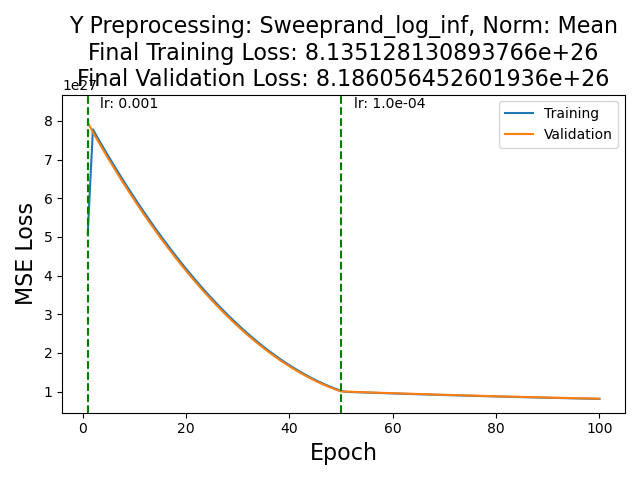 Y Preprocessing: Sweeprand_log_inf, Norm: Mean
Final Training Loss: 8.135128130893766e+26
Final Validation Loss: 8.186056452601936e+26
1e27
lr: 0.001
lr: 1.0e-04
Training
Validation
8
7
6
5
4
3
2
1
MSE Loss
0
20
40
60
80
100
Epoch